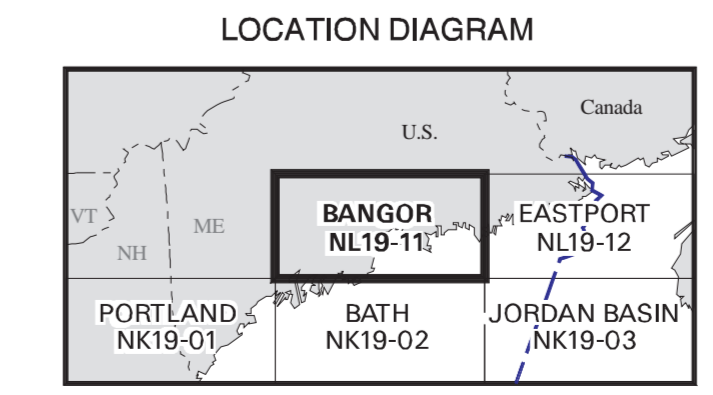 LOCATION DIAGRAM
Canada
U.S.
VT
NH
ME
BANGOR
NL19-11
EASTPORT
NL19-12
PORTLAND
NK19-01
BATH
NK19-02
JORDAN BASIN
NK19-03